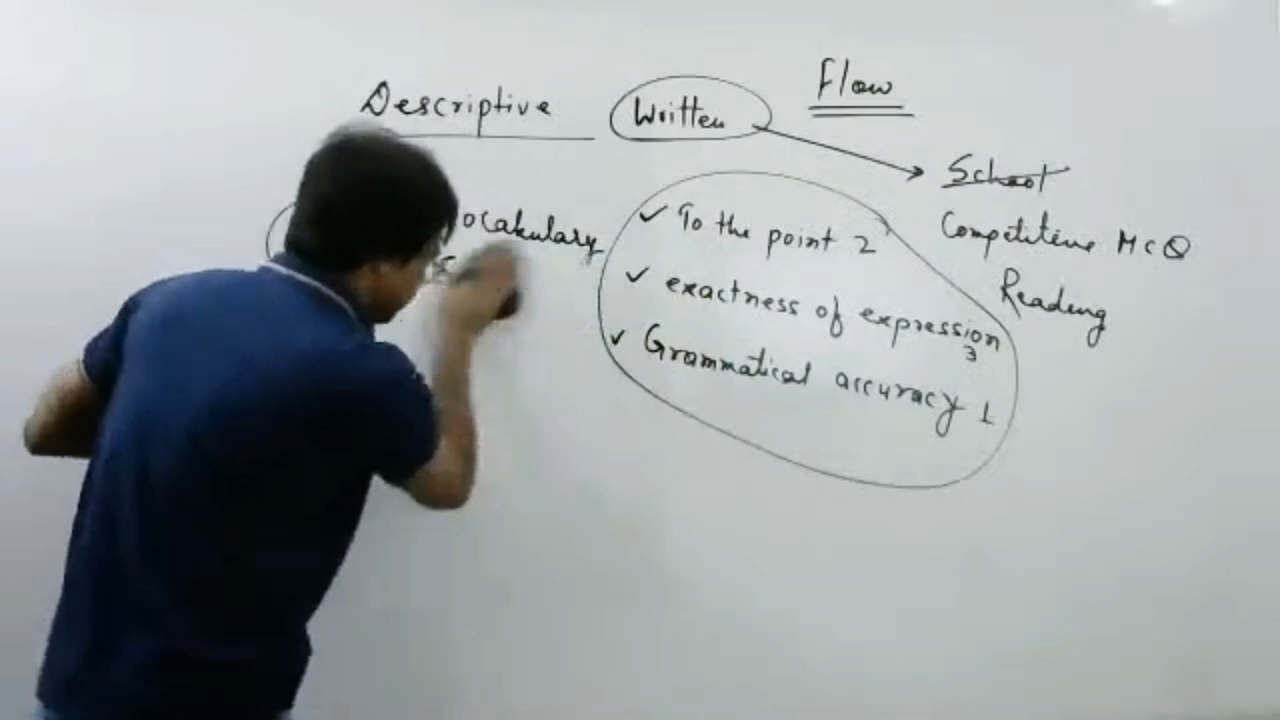 Flow
Descriptive Written
School
ocabulary
✓ To the point 2
Competitive MCQ
✓ exactness of expression
3
Reading
✓ Grammatical accuracy 1